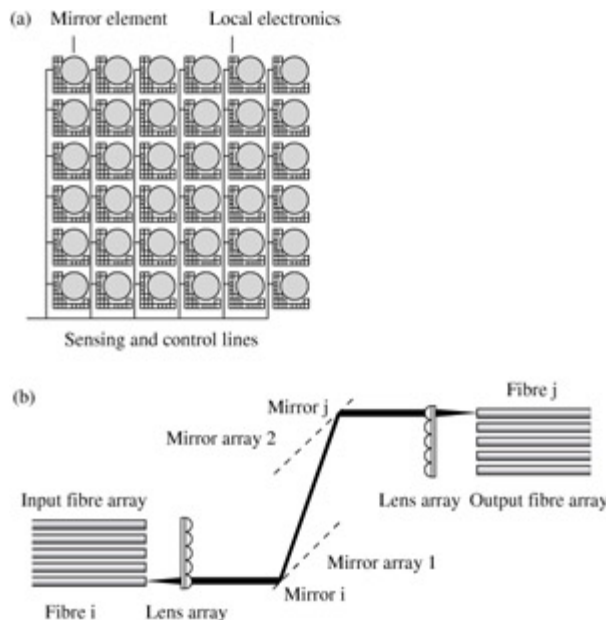 (a)
Mirror element
Local electronics
Sensing and control lines
(b)
Fibre j
Mirror j
Mirror array 2
Input fibre array
Lens array
Output fibre array
Mirror array 1
Mirror i
Fibre i
Lens array